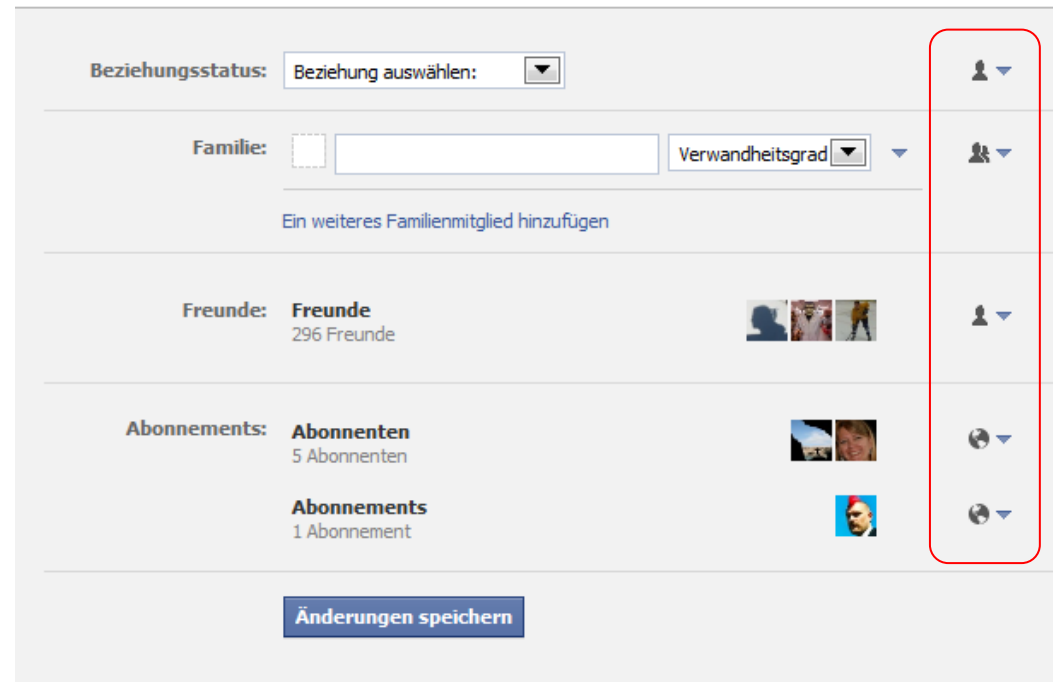 Beziehungsstatus: Beziehung auswählen:
Familie: Verwandheitsgrad
Ein weiteres Familienmitglied hinzufügen
Freunde: Freunde
296 Freunde
Abonnements: Abonnenten
5 Abonnenten
Abonnements
1 Abonnement
Änderungen speichern